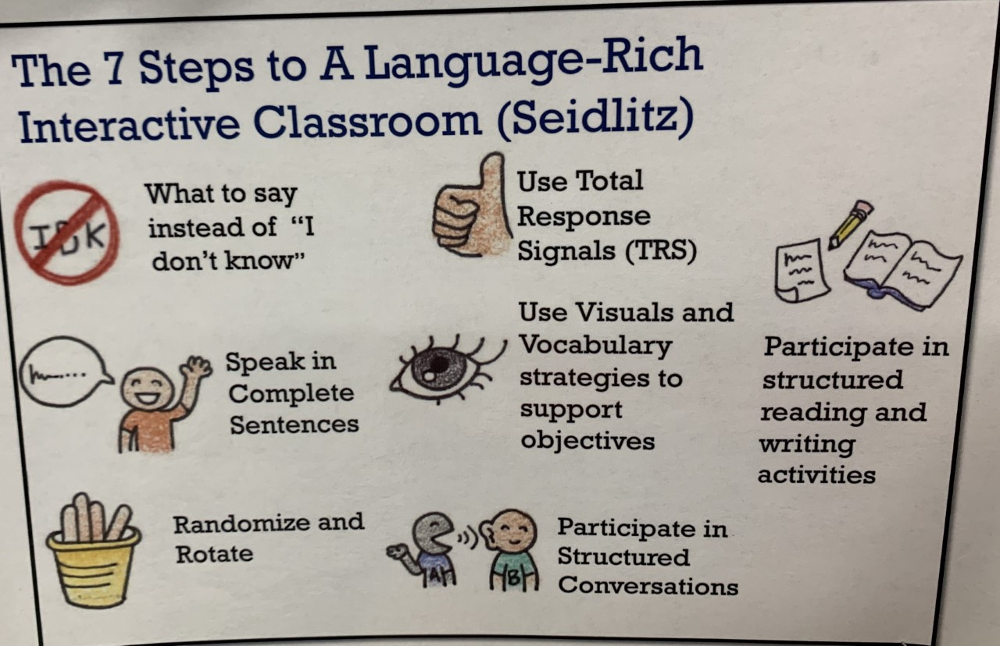 The 7 Steps to A Language-Rich
Interactive Classroom (Seidlitz)
IDK
What to say
instead of "I
don't know"
Speak in
Complete
Sentences
Randomize and
Rotate
Use Total
Response
Signals (TRS)
Use Visuals and
Vocabulary
strategies to
support
objectives
A
B
Participate in
Structured
Conversations
Participate in
structured
reading and
writing
activities